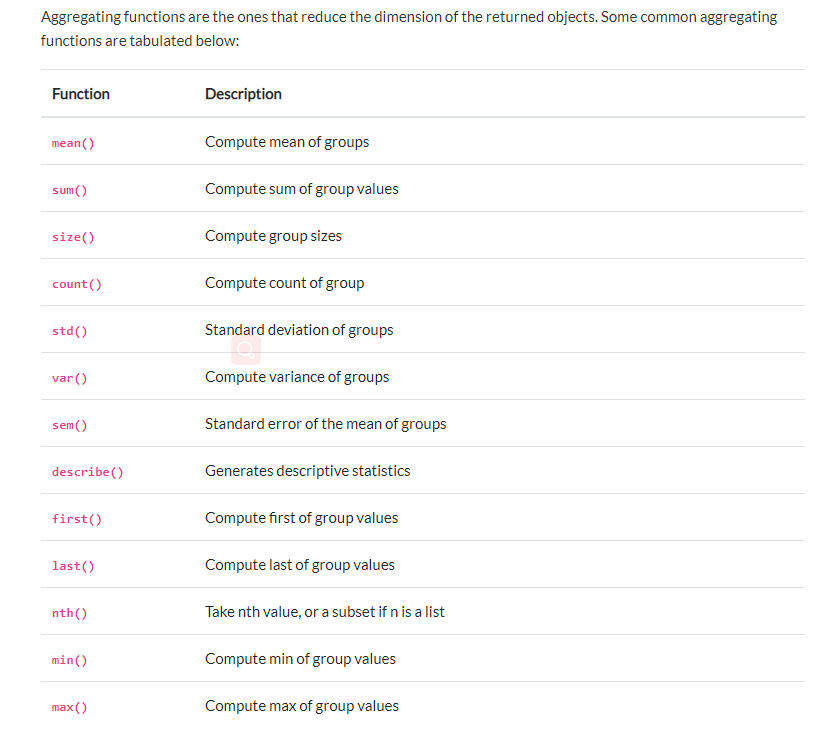 Aggregating functions are the ones that reduce the dimension of the returned objects. Some common aggregating
functions are tabulated below:
Function Description
mean() Compute mean of groups
sum() Compute sum of group values
size() Compute group sizes
count() Compute count of group
std() Standard deviation of groups
var() Compute variance of groups
sem() Standard error of the mean of groups
describe() Generates descriptive statistics
first() Compute first of group values
last() Compute last of group values
nth() Take nth value, or a subset if n is a list
min() Compute min of group values
max() Compute max of group values